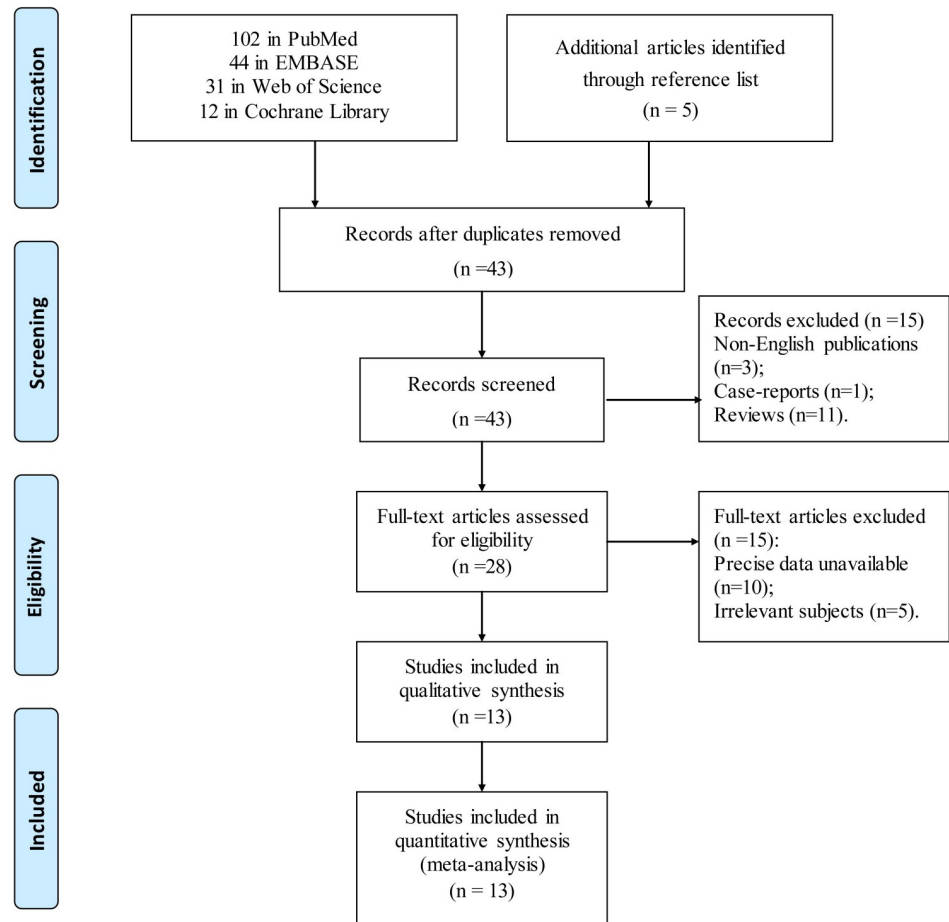 Identification
102 in PubMed
44 in EMBASE
31 in Web of Science
12 in Cochrane Library
Additional articles identified
through reference list
(n = 5)
Records after duplicates removed
(n =43)
Screening
Records screened
(n =43)
Records excluded (n =15)
Non-English publications
(n=3);
Case-reports (n=1);
Reviews (n=11).
Eligibility
Full-text articles assessed
for eligibility
(n =28)
Full-text articles excluded
(n =15):
Precise data unavailable
(n=10);
Irrelevant subjects (n=5).
Studies included in
qualitative synthesis
(n =13)
Included
Studies included in
quantitative synthesis
(meta-analysis)
(n = 13)